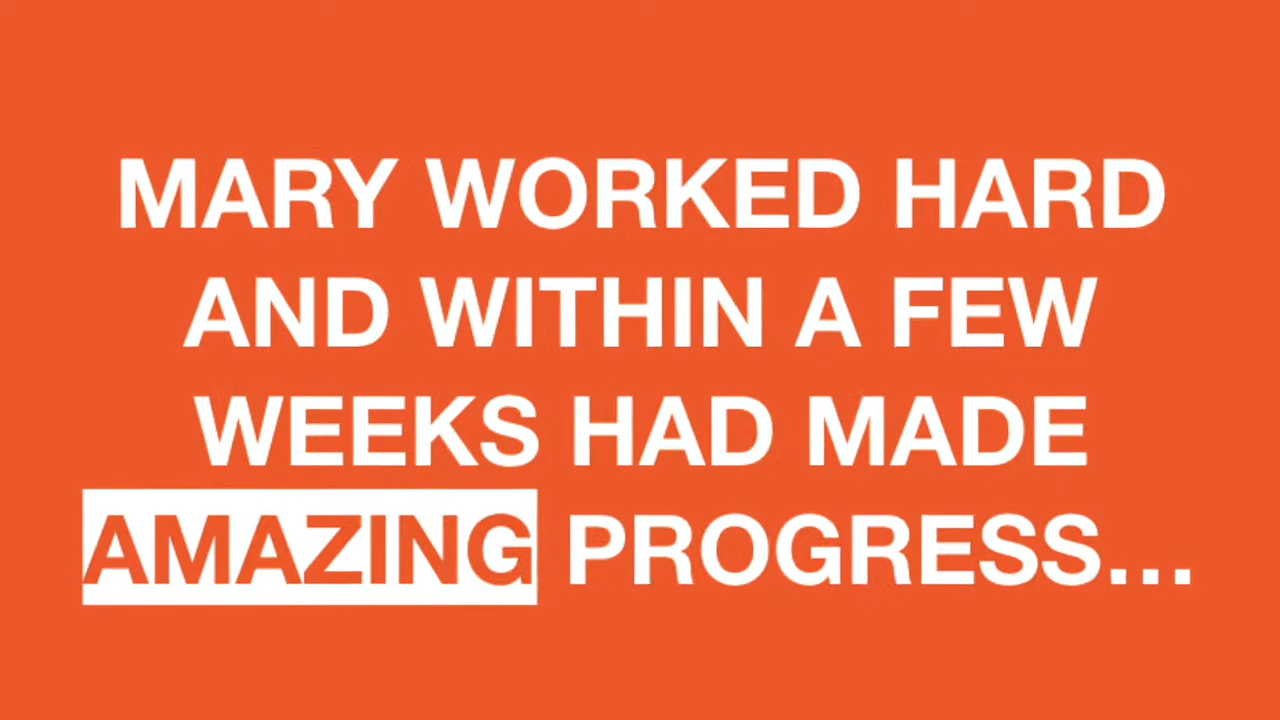 MARY WORKED HARD
AND WITHIN A FEW
WEEKS HAD MADE
AMAZING PROGRESS...